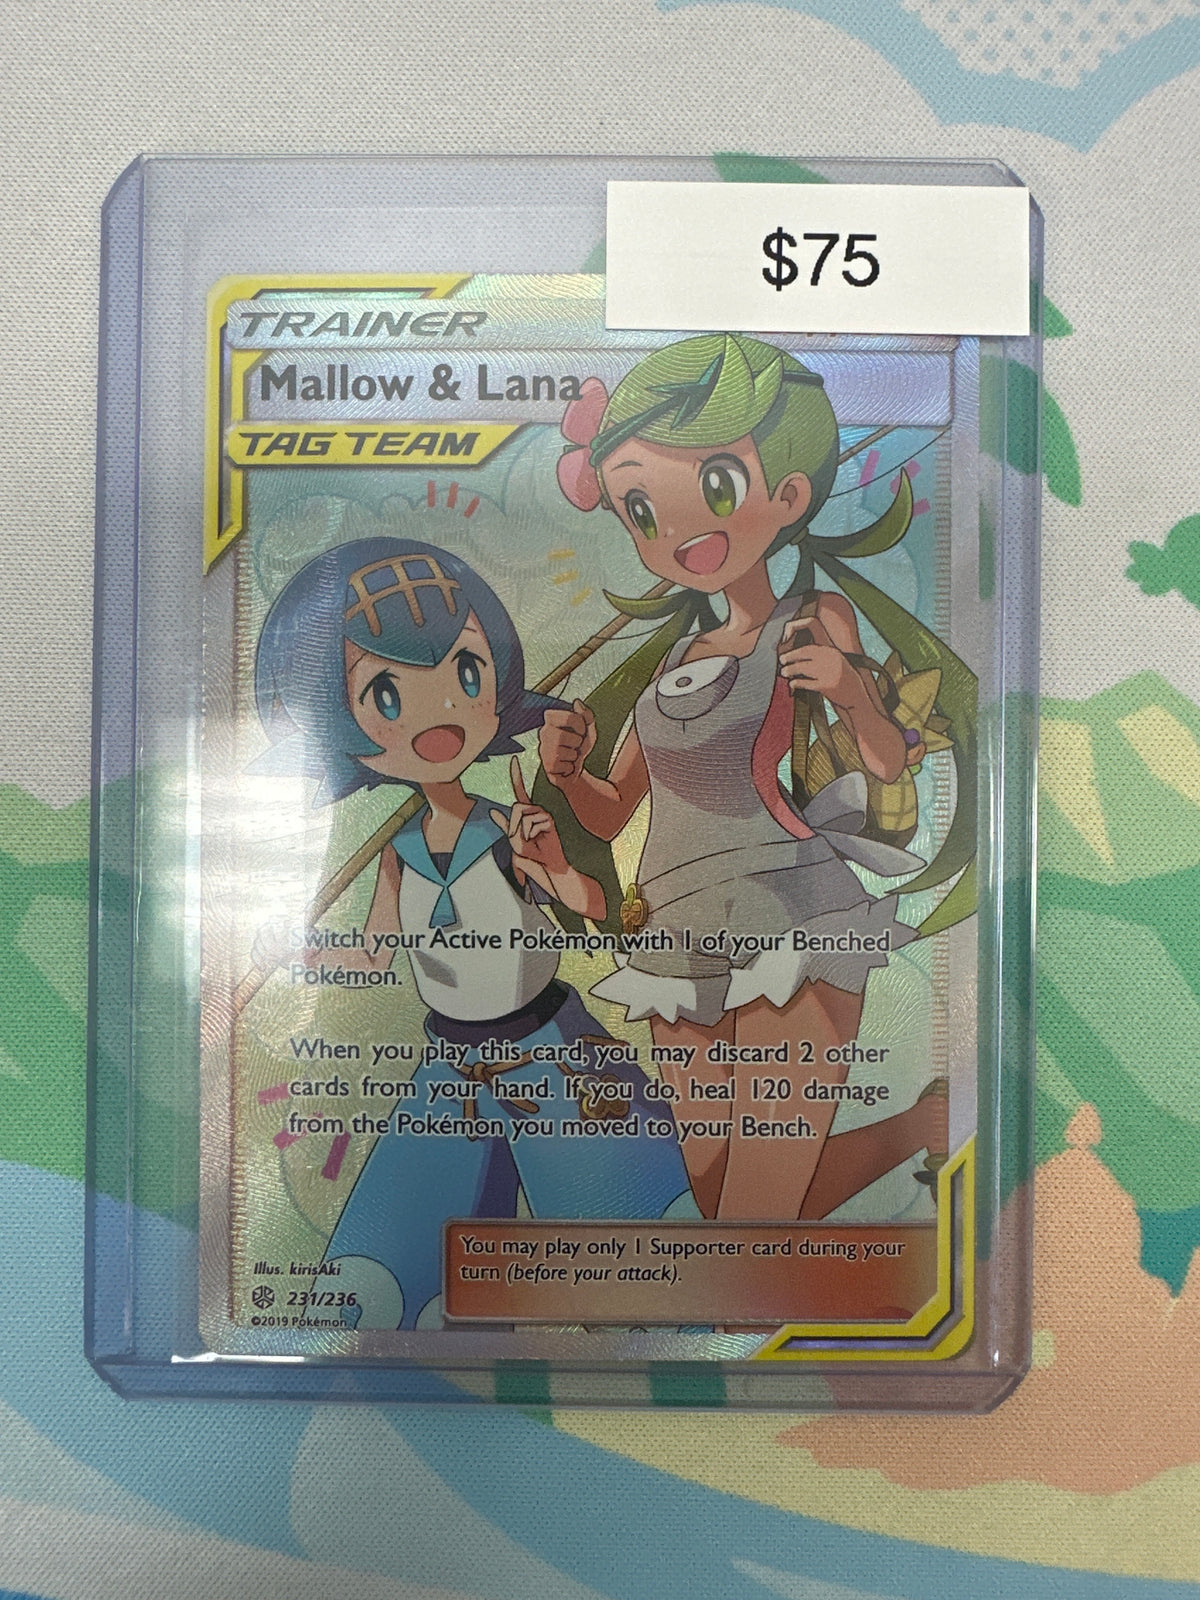 $75
TRAINER
Mallow & Lana
TAG TEAM
Switch your Active Pokémon with 1 of your Benched
Pokémon.
When you play this card, you may discard 2 other
cards from your hand. If you do, heal 120 damage
from the Pokémon you moved to your Bench.
You may play only 1 Supporter card during your
turn (before your attack).
Illus. kirisAki
231/236
©2019 Pokémon